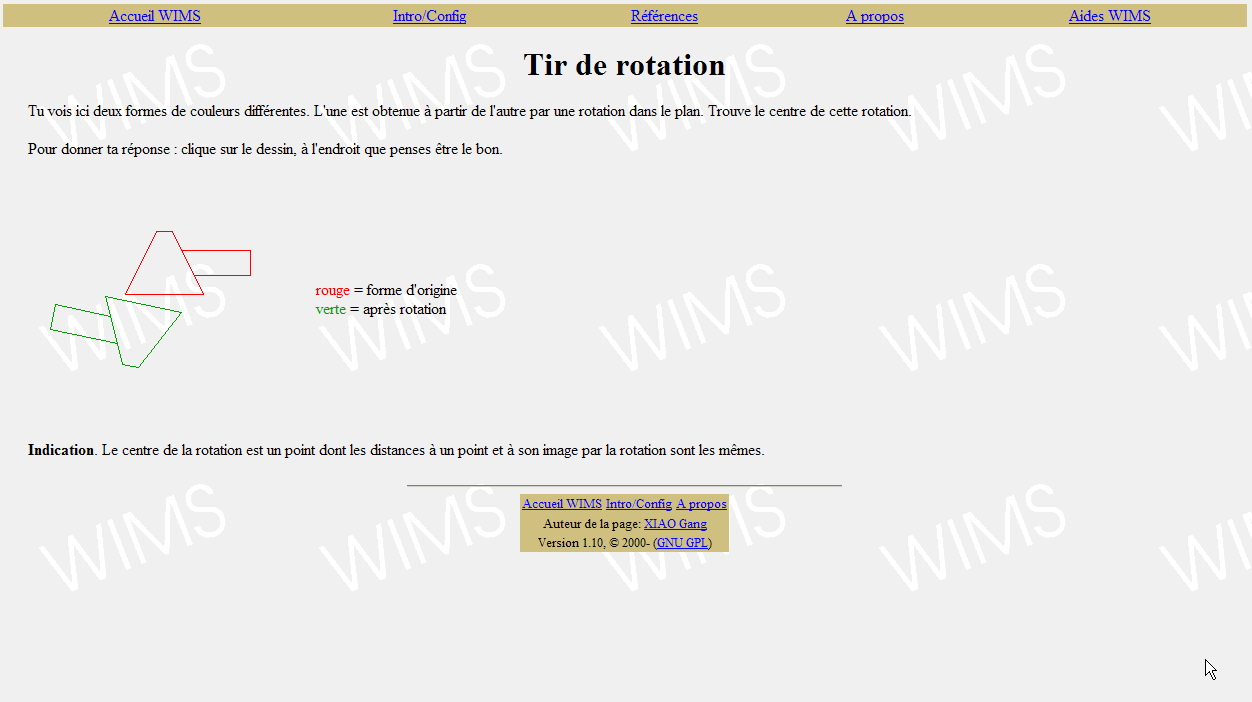 Accueil WIMS Intro/Config Références A propos Aides WIMS
Tir de rotation
Tu vois ici deux formes de couleurs différentes. L'une est obtenue à partir de l'autre par une rotation dans le plan. Trouve le centre de cette rotation.
Pour donner ta réponse : clique sur le dessin, à l'endroit que penses être le bon.
rouge = forme d'origine
verte = après rotation
Indication. Le centre de la rotation est un point dont les distances à un point et à son image par la rotation sont les mêmes.
Accueil WIMS Intro/Config A propos
Auteur de la page: XIAO Gang
Version 1.10, © 2000- (GNU GPL)
WIMS WIMS WIMS WIMS WIMS
WIMS WIMS WIMS WIMS WIMS
WIMS WIMS WIMS WIMS WIMS